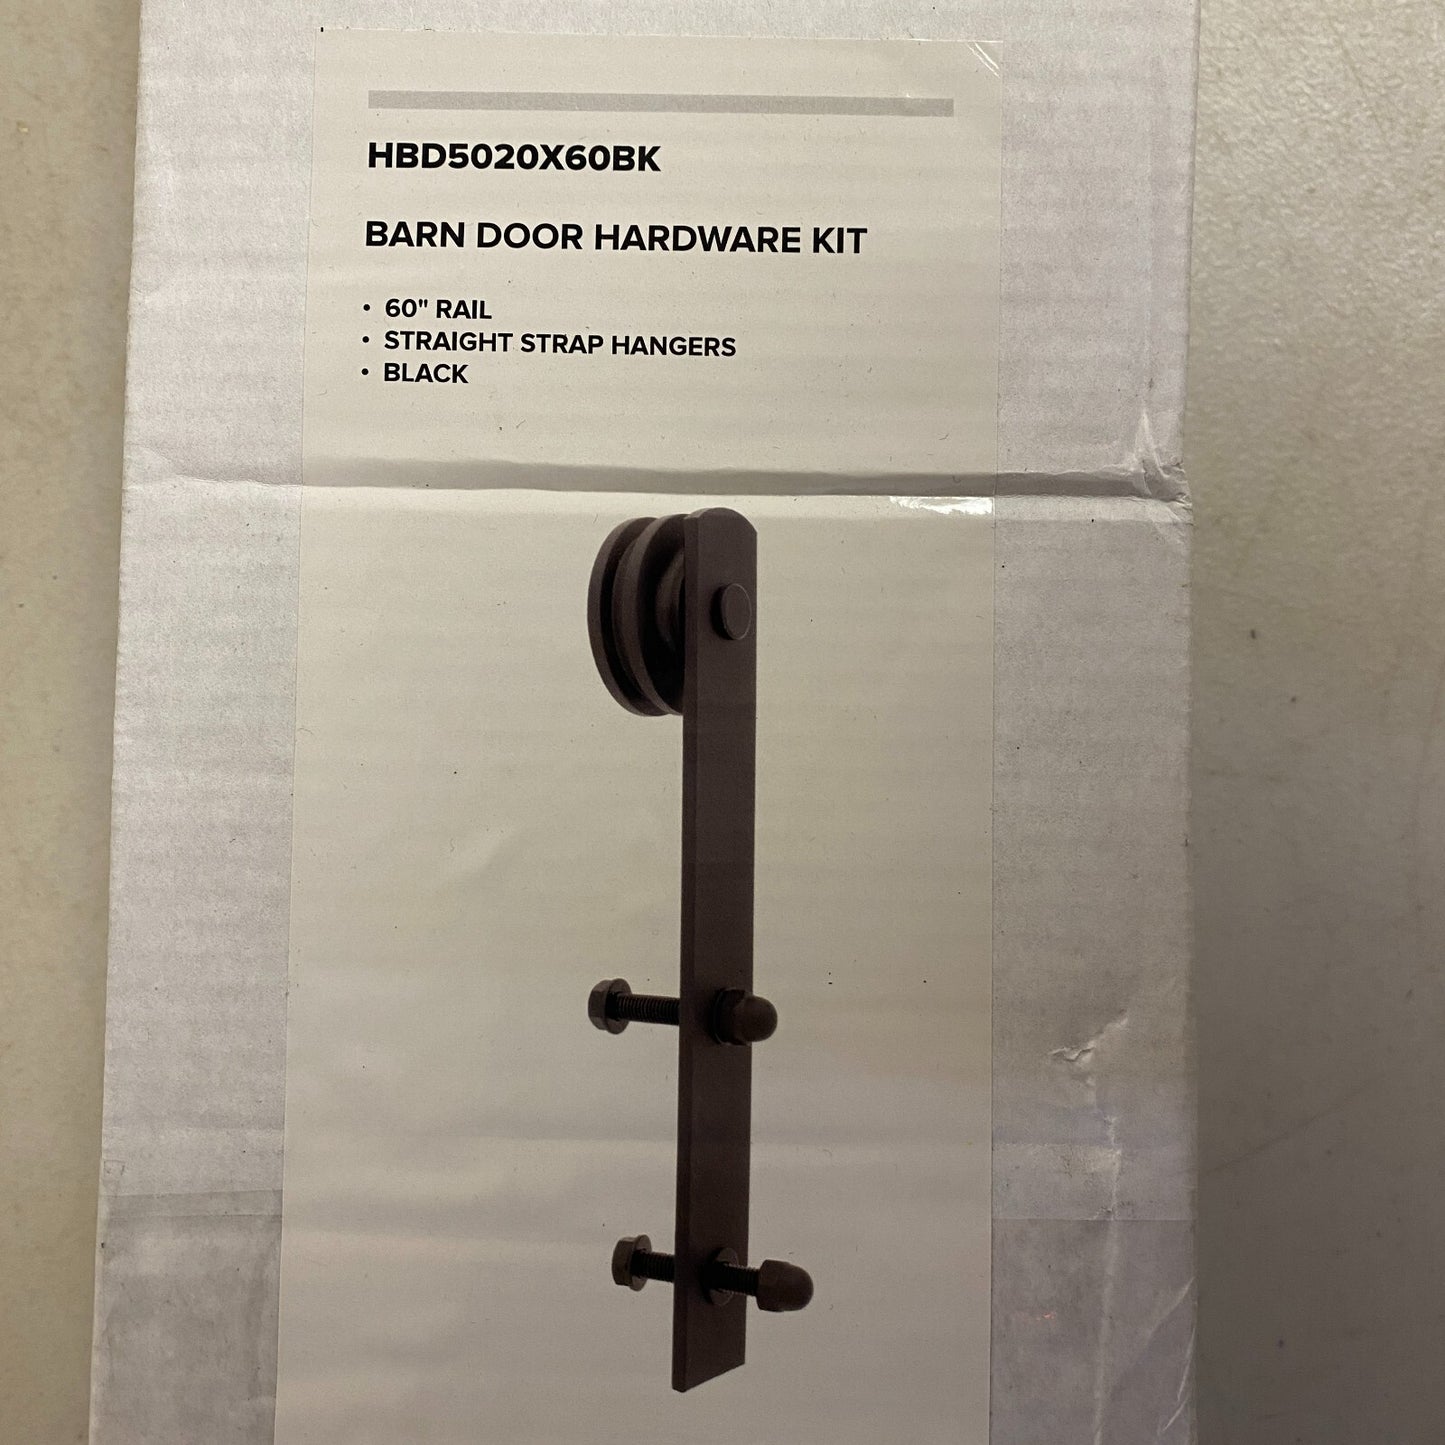 HBD5020X60BK
BARN DOOR HARDWARE KIT
• 60" RAIL
• STRAIGHT STRAP HANGERS
• BLACK